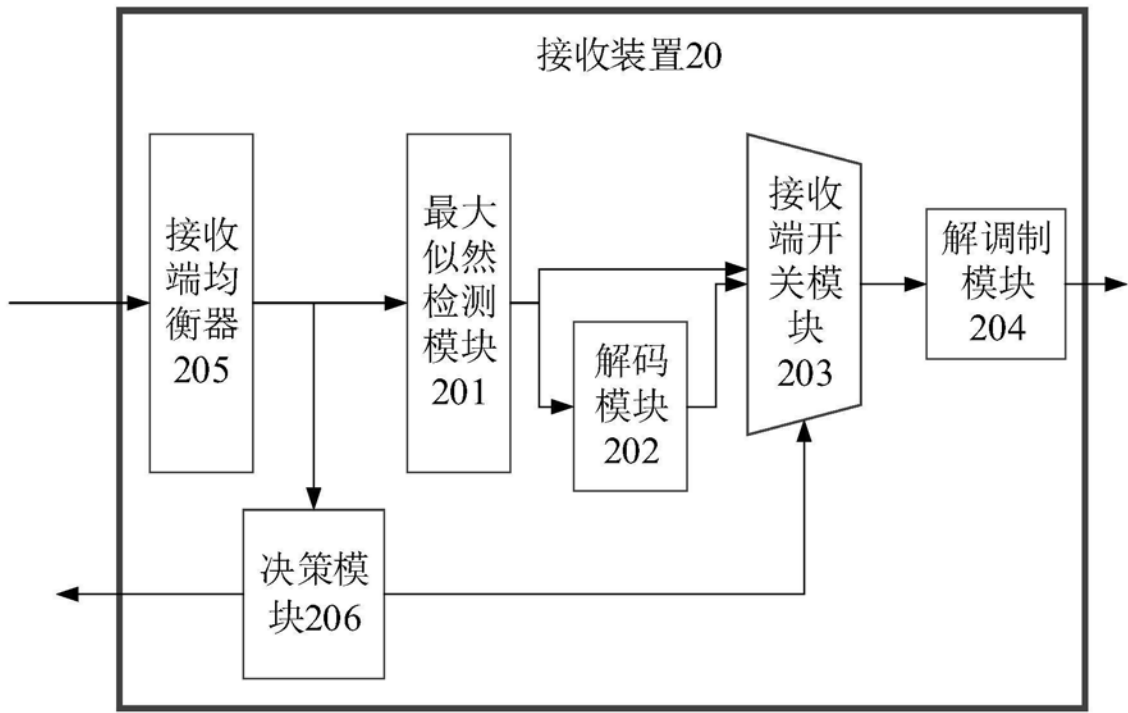 接收装置20
接收
端均
衡器
205
最大
似然
检测
模块
201
解码
模块
202
接收
端开
关模
块
203
解调制
模块
204
决策模
块206